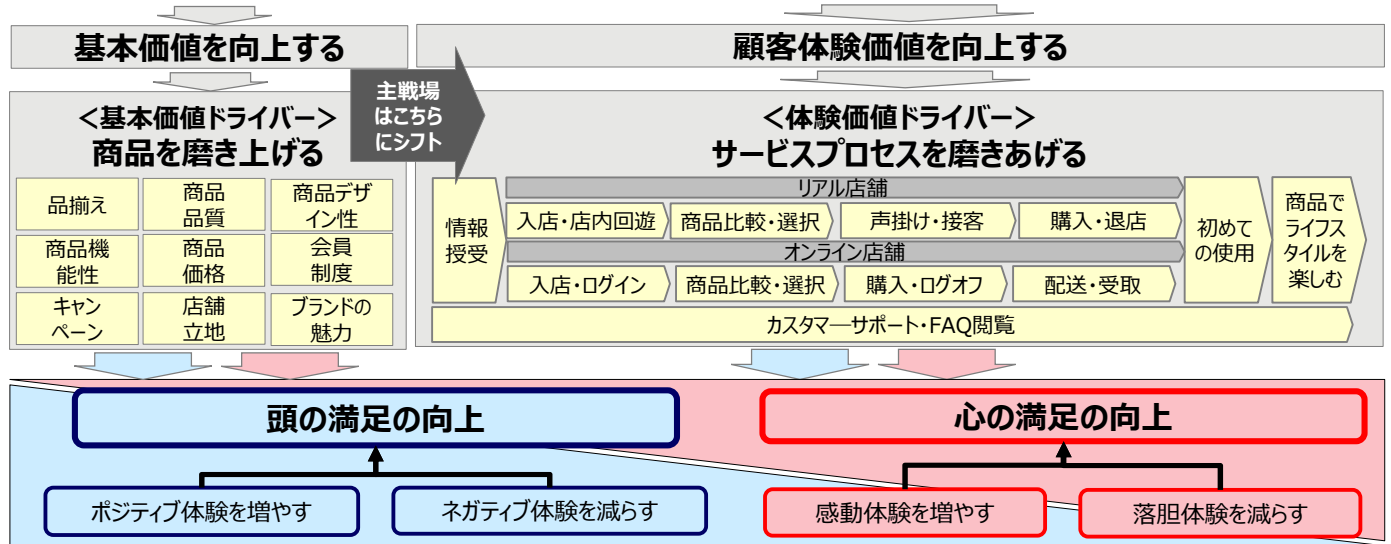 基本価値を向上する
顧客体験価値を向上する
主戦場
はこちら
にシフト
＜基本価値ドライバー＞
商品を磨き上げる
品揃え
商品
品質
商品デザ
イン性
商品機
能性
商品
価格
会員
制度
キャン
ペーン
店舗
立地
ブランドの
魅力
＜体験価値ドライバー＞
サービスプロセスを磨きあげる
情報
授受
リアル店舗
入店・店内回遊
商品比較・選択
声掛け・接客
購入・退店
オンライン店舗
入店・ログイン
商品比較・選択
購入・ログオフ
配送・受取
初めて
の使用
商品で
ライフス
タイルを
楽しむ
カスタマ―サポート・FAQ閲覧
頭の満足の向上
心の満足の向上
ポジティブ体験を増やす
ネガティブ体験を減らす
感動体験を増やす
落胆体験を減らす